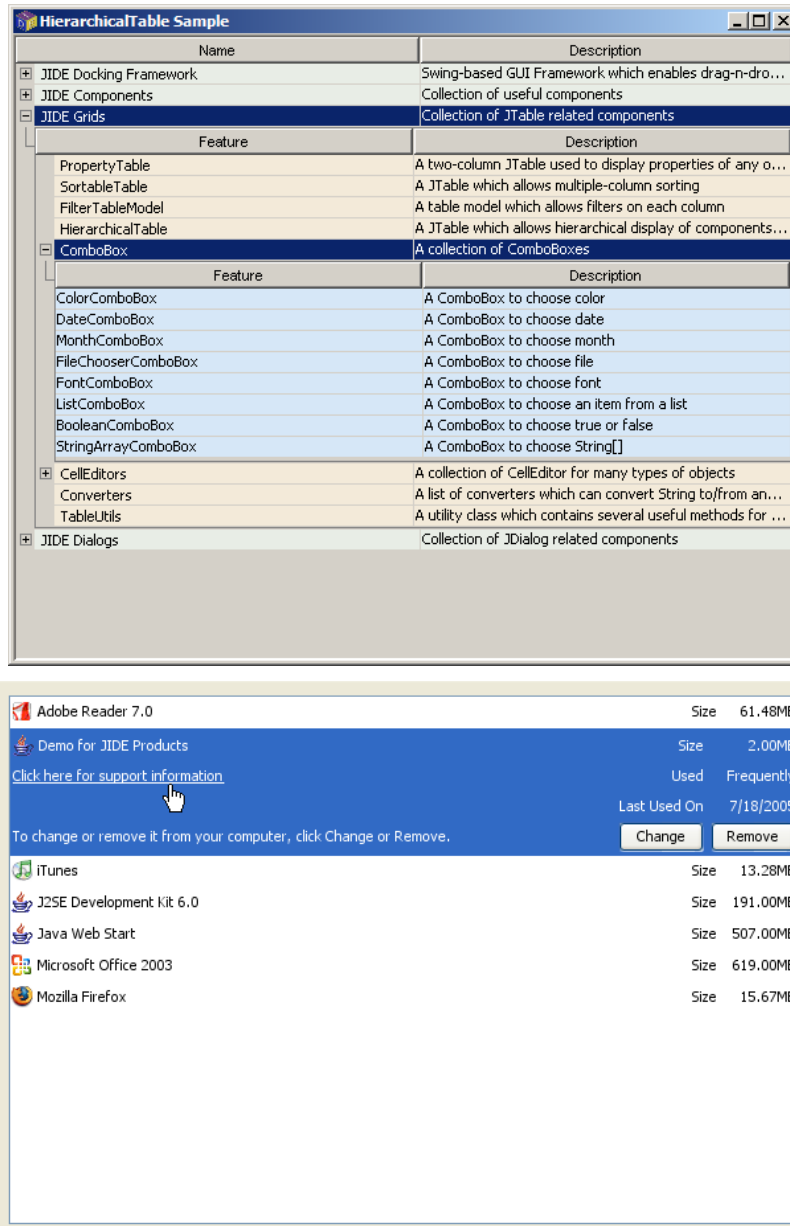 HierarchicalTable Sample
Name Description
JIDE Docking Framework Swing-based GUI Framework which enables drag-n-dro...
JIDE Components Collection of useful components
JIDE Grids Collection of JTable related components
Feature Description
PropertyTable A two-column JTable used to display properties of any o...
SortableTable A JTable which allows multiple-column sorting
FilterTableModel A table model which allows filters on each column
HierarchicalTable A JTable which allows hierarchical display of components...
ComboBox A collection of ComboBoxes
Feature Description
ColorComboBox A ComboBox to choose color
DateComboBox A ComboBox to choose date
MonthComboBox A ComboBox to choose month
FileChooserComboBox A ComboBox to choose file
FontComboBox A ComboBox to choose font
ListComboBox A ComboBox to choose an item from a list
BooleanComboBox A ComboBox to choose true or false
StringArrayComboBox A ComboBox to choose String[]
CellEditors A collection of CellEditor for many types of objects
Converters A list of converters which can convert String to/from an...
TableUtils A utility class which contains several useful methods for ...
JIDE Dialogs Collection of JDialog related components
Adobe Reader 7.0 Size 61.48MB
Demo for JIDE Products Size 2.00MB
Click here for support information Used Frequently
Last Used On 7/18/2005
To change or remove it from your computer, click Change or Remove. Change Remove
iTunes Size 13.28MB
J2SE Development Kit 6.0 Size 191.00MB
Java Web Start Size 507.00MB
Microsoft Office 2003 Size 619.00MB
Mozilla Firefox Size 15.67MB